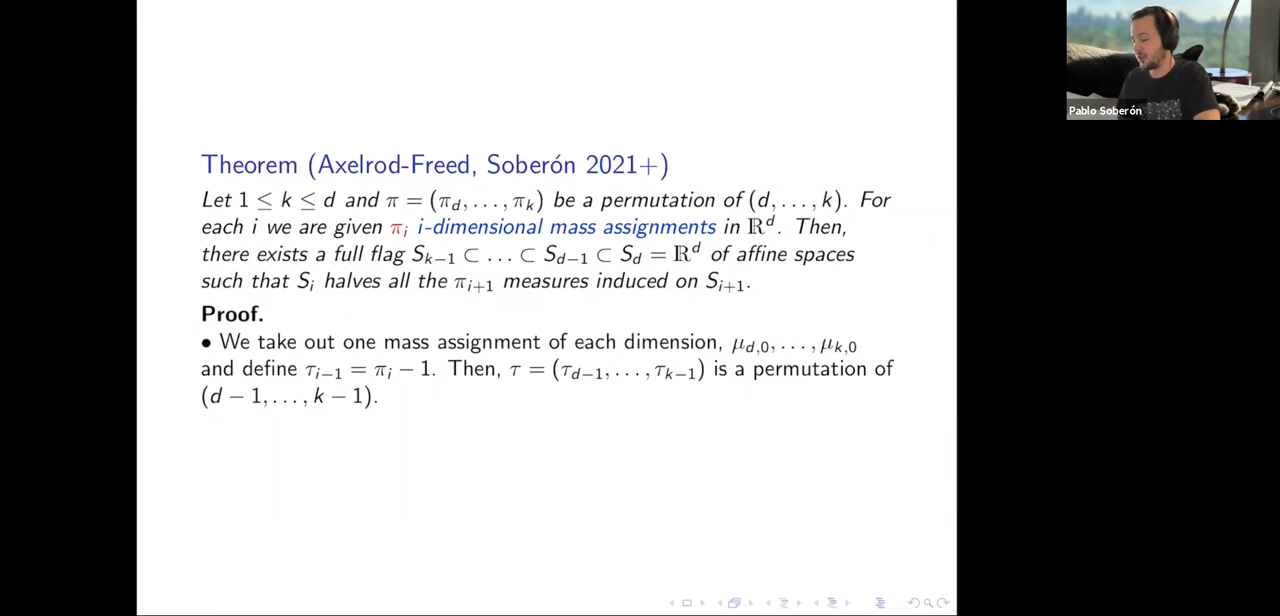 Theorem (Axelrod-Freed, Soberón 2021+)
Let 1 ≤ k ≤ d and π = (π_d, . . . , π_k) be a permutation of (d, . . . , k). For
each i we are given π_i i-dimensional mass assignments in ℝ^d. Then,
there exists a full flag S_{k−1} ⊂ . . . ⊂ S_{d−1} ⊂ S_d = ℝ^d of affine spaces
such that S_i halves all the π_{i+1} measures induced on S_{i+1}.
Proof.
• We take out one mass assignment of each dimension, μ_{d,0}, . . . , μ_{k,0}
and define τ_{i−1} = π_i − 1. Then, τ = (τ_{d−1}, . . . , τ_{k−1}) is a permutation of
(d − 1, . . . , k − 1).
Pablo Soberón